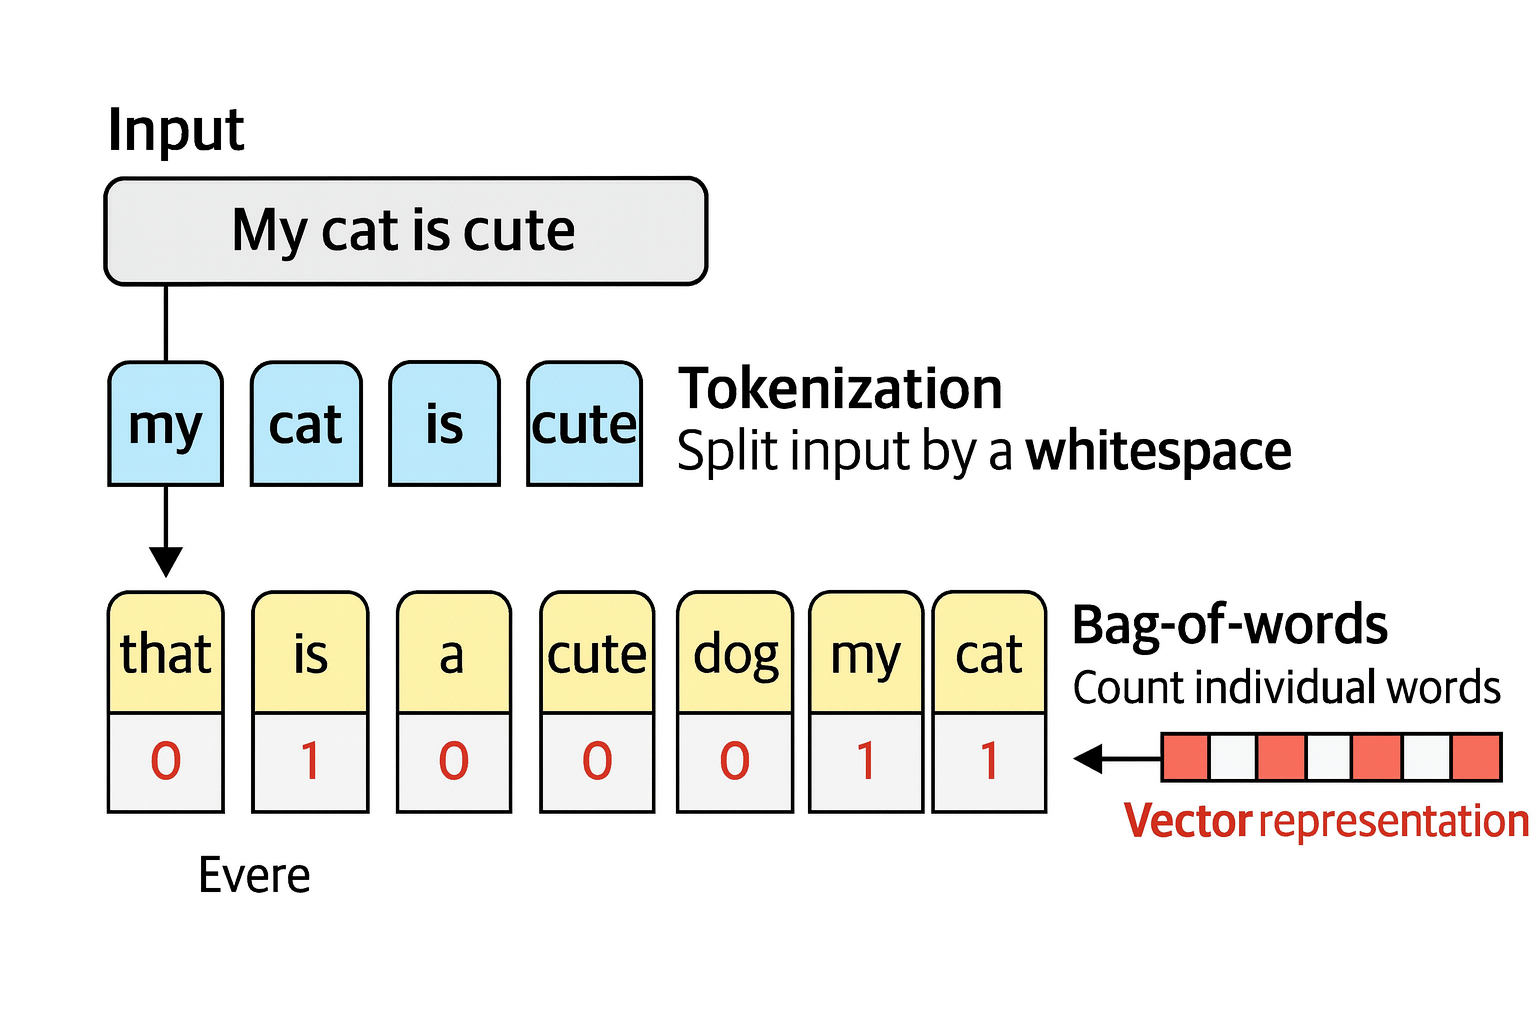 Input
My cat is cute
my cat is cute
Tokenization
Split input by a whitespace
that is a cute dog my cat
0 1 0 0 0 1 1
Bag-of-words
Count individual words
Vector representation
Evere